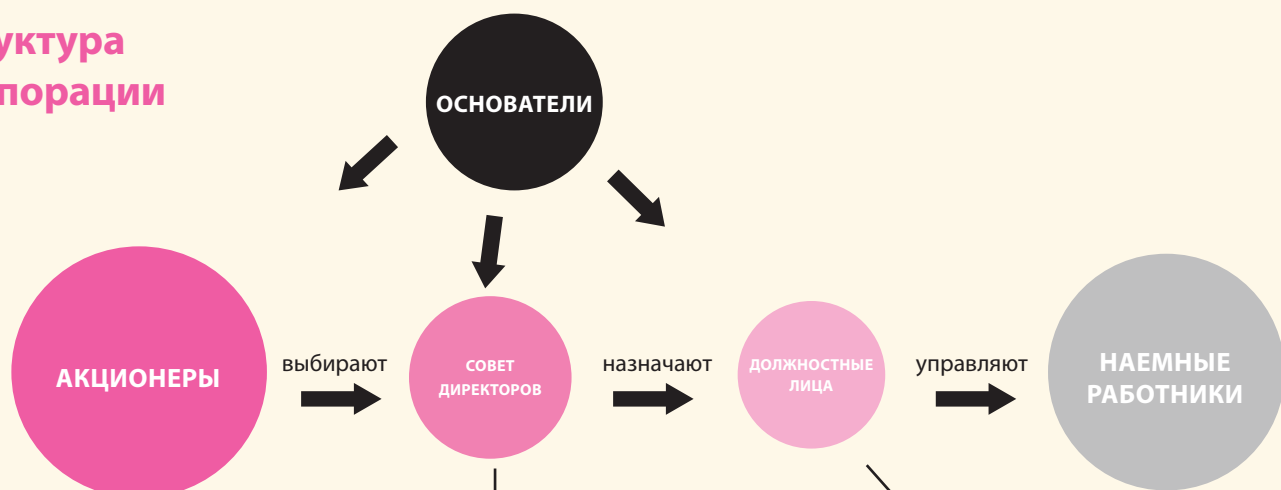 уктура
порации
ОСНОВАТЕЛИ
АКЦИОНЕРЫ
выбирают
СОВЕТ
ДИРЕКТОРОВ
назначают
ДОЛЖНОСТНЫЕ
ЛИЦА
управляют
НАЕМНЫЕ
РАБОТНИКИ